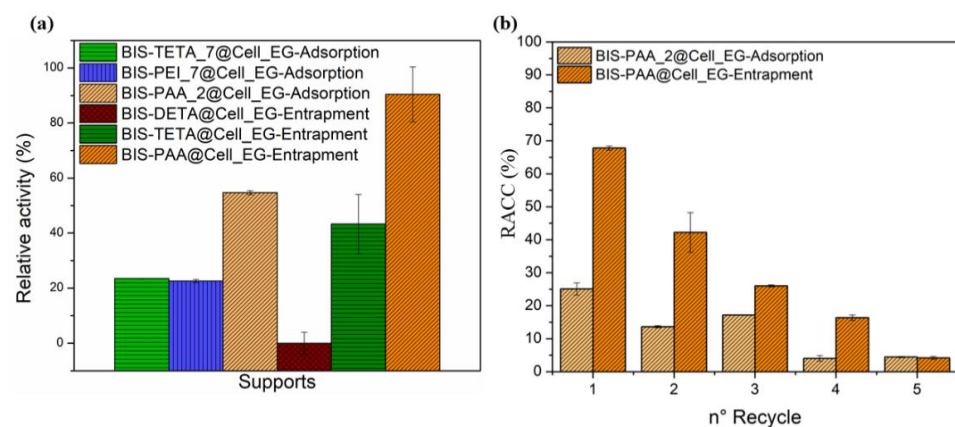 (a)
BIS-TETA_7@Cell_EG-Adsorption
BIS-PEI_7@Cell_EG-Adsorption
BIS-PAA_2@Cell_EG-Adsorption
BIS-DETA@Cell_EG-Entrapment
BIS-TETA@Cell_EG-Entrapment
BIS-PAA@Cell_EG-Entrapment
100
80
60
40
20
0
Relative activity (%)
Supports
(b)
BIS-PAA_2@Cell_EG-Adsorption
BIS-PAA@Cell_EG-Entrapment
100
90
80
70
60
50
40
30
20
10
0
RACC (%)
1 2 3 4 5
n° Recycle